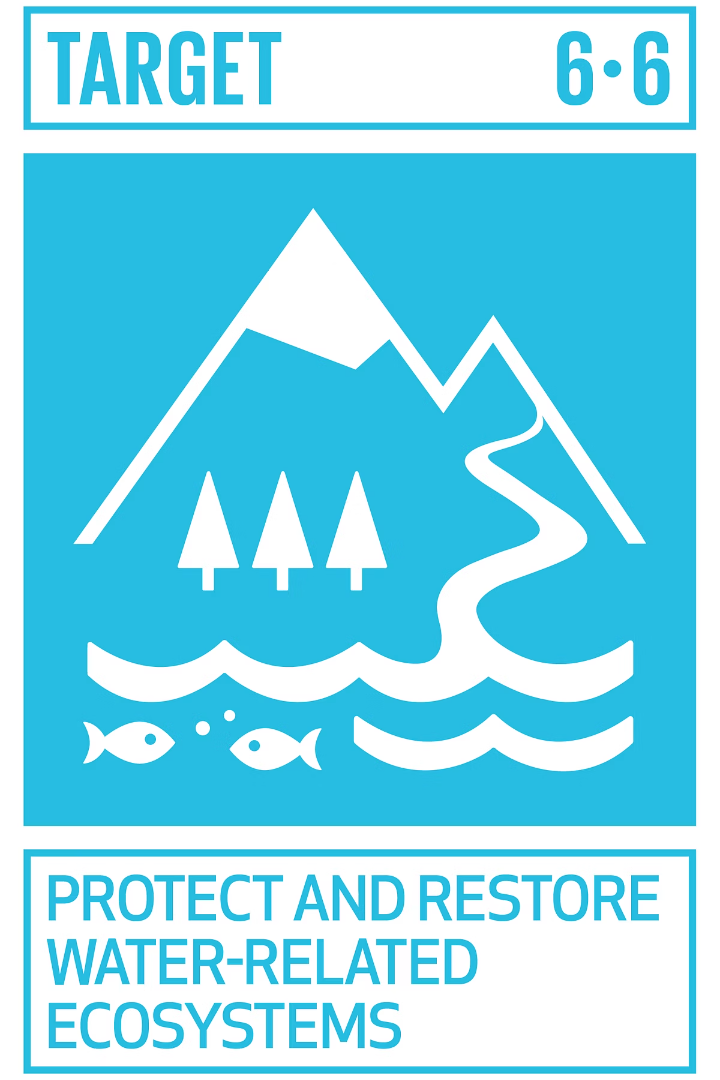 TARGET 6·6
PROTECT AND RESTORE
WATER-RELATED
ECOSYSTEMS